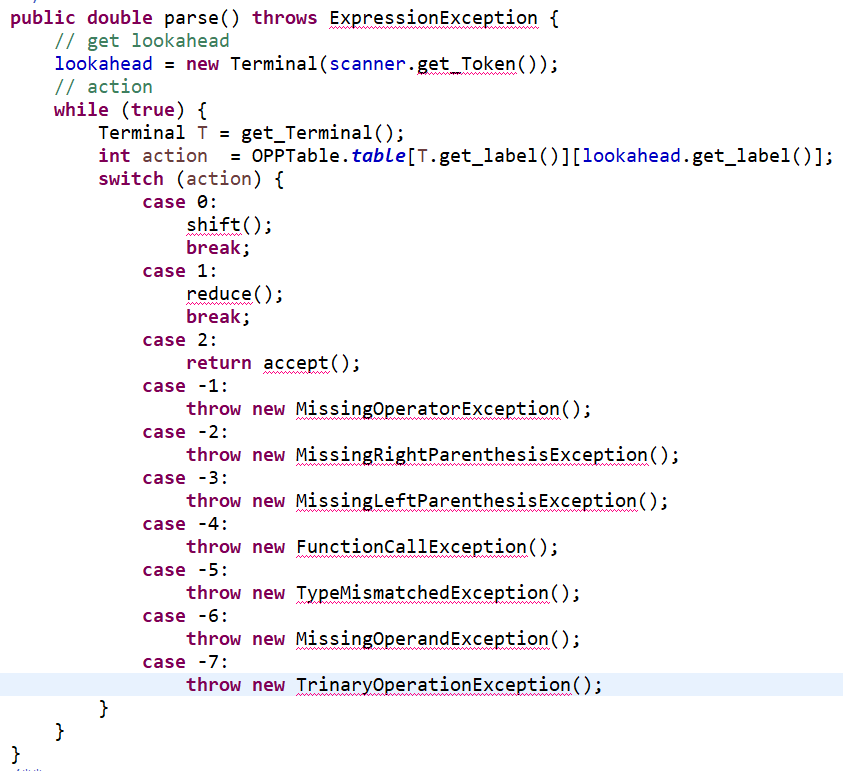 public double parse() throws ExpressionException {
    // get lookahead
    lookahead = new Terminal(scanner.get_Token());
    // action
    while (true) {
        Terminal T = get_Terminal();
        int action  = OPPTable.table[T.get_label()][lookahead.get_label()];
        switch (action) {
            case 0:
                shift();
                break;
            case 1:
                reduce();
                break;
            case 2:
                return accept();
            case -1:
                throw new MissingOperatorException();
            case -2:
                throw new MissingRightParenthesisException();
            case -3:
                throw new MissingLeftParenthesisException();
            case -4:
                throw new FunctionCallException();
            case -5:
                throw new TypeMismatchedException();
            case -6:
                throw new MissingOperandException();
            case -7:
                throw new TrinaryOperationException();
        }
    }
}